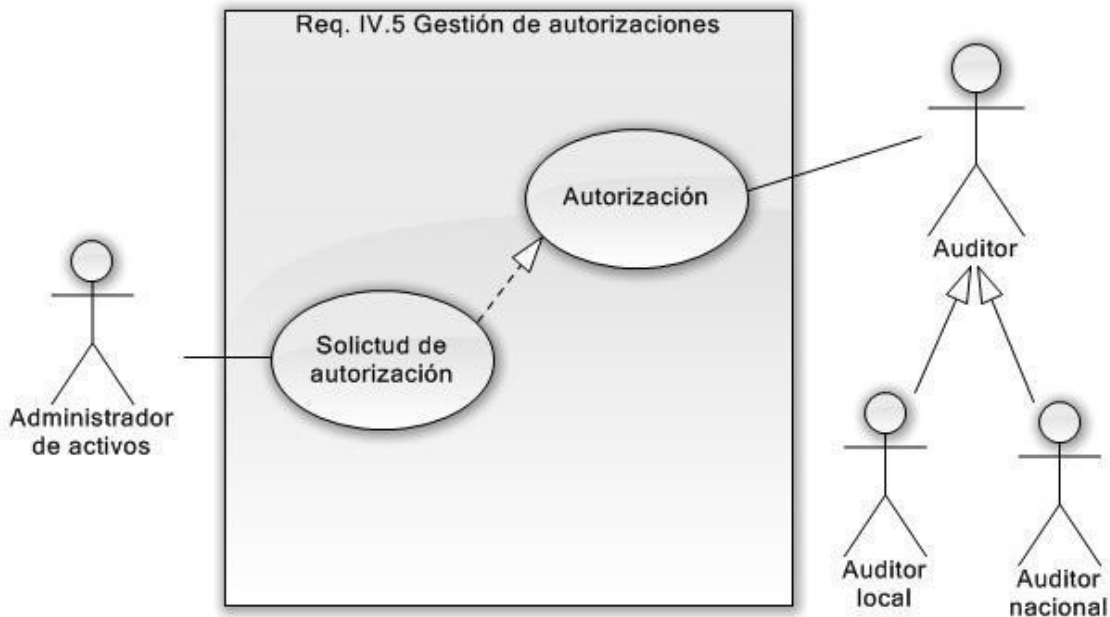 Req. IV.5 Gestión de autorizaciones
Autorización
Auditor
Solictud de
autorización
Administrador
de activos
Auditor
local
Auditor
nacional